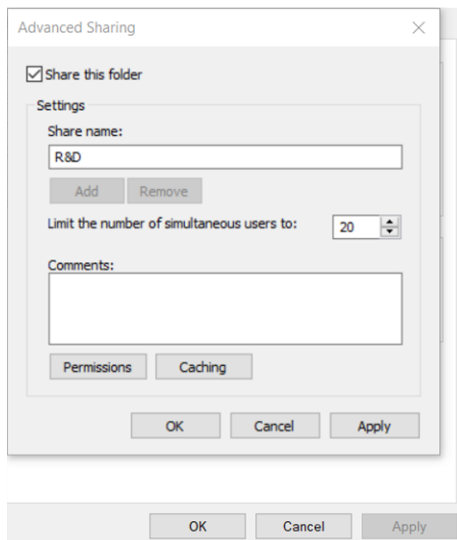 Advanced Sharing
Share this folder
Settings
Share name:
R&D
Add Remove
Limit the number of simultaneous users to: 20
Comments:
Permissions Caching
OK Cancel Apply
OK Cancel Apply